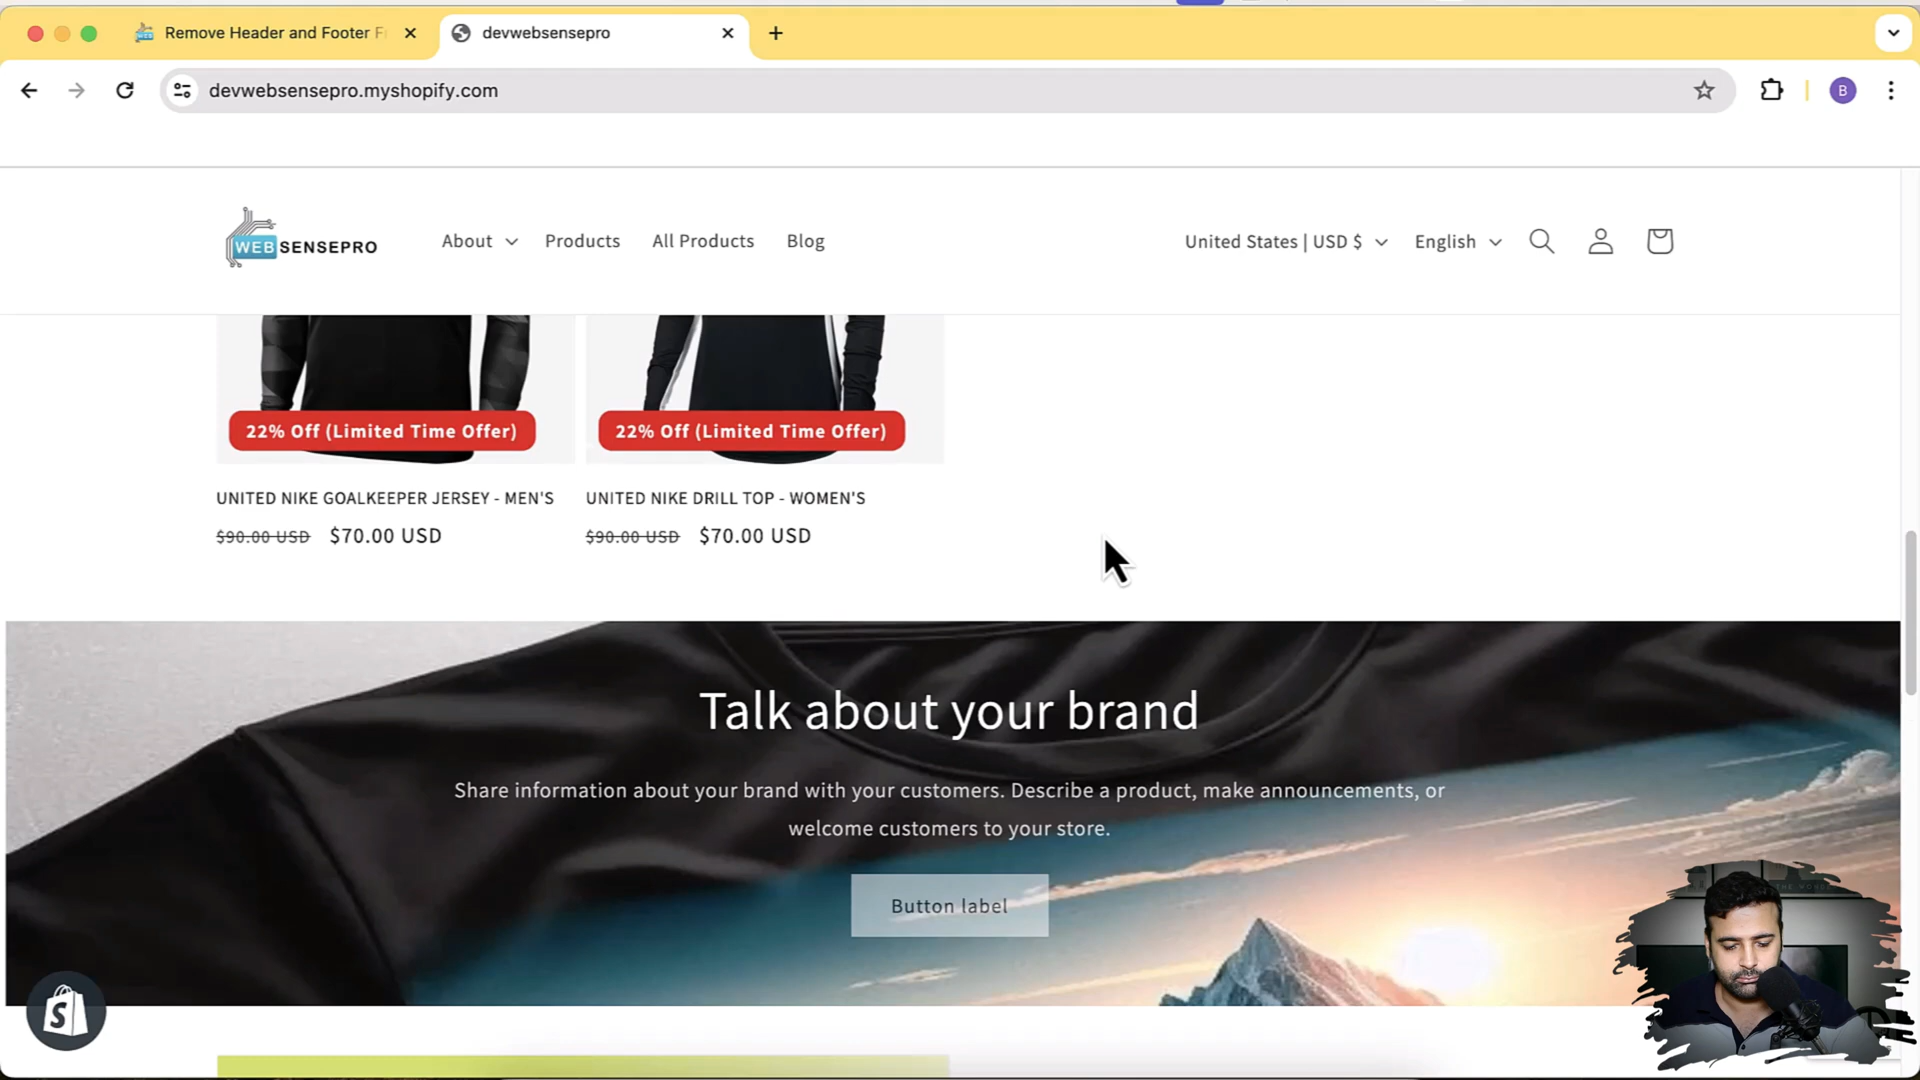 Remove Header and Footer F
devwebsensepro
devwebsensepro.myshopify.com
B
WEBSENSEPRO
About
Products
All Products
Blog
United States | USD $
English
22% Off (Limited Time Offer)
22% Off (Limited Time Offer)
UNITED NIKE GOALKEEPER JERSEY - MEN'S
UNITED NIKE DRILL TOP - WOMEN'S
$90.00 USD $70.00 USD
$90.00 USD $70.00 USD
Talk about your brand
Share information about your brand with your customers. Describe a product, make announcements, or
welcome customers to your store.
Button label